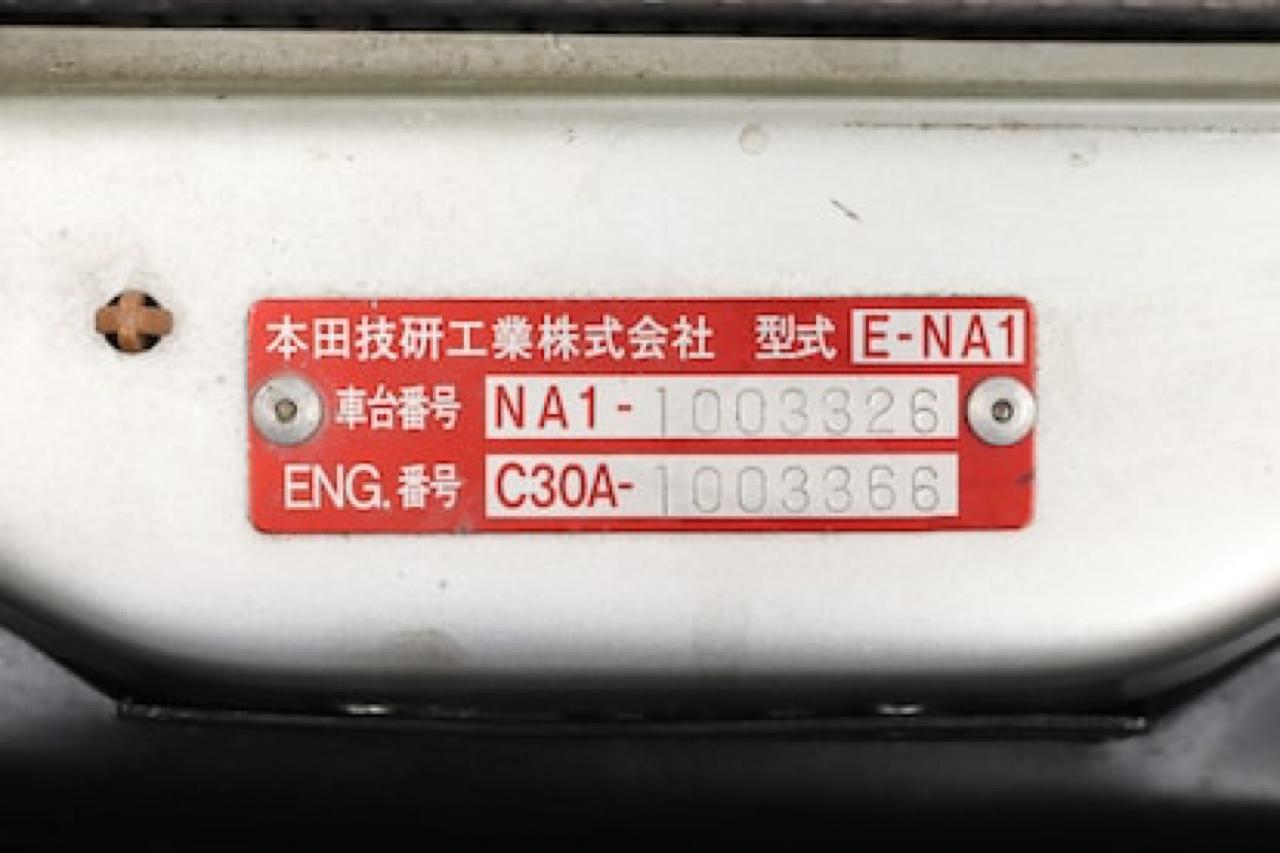 本田技研工業株式会社 型式 E-NA1
車台番号 NA1-1003326
ENG.番号 C30A-1003366